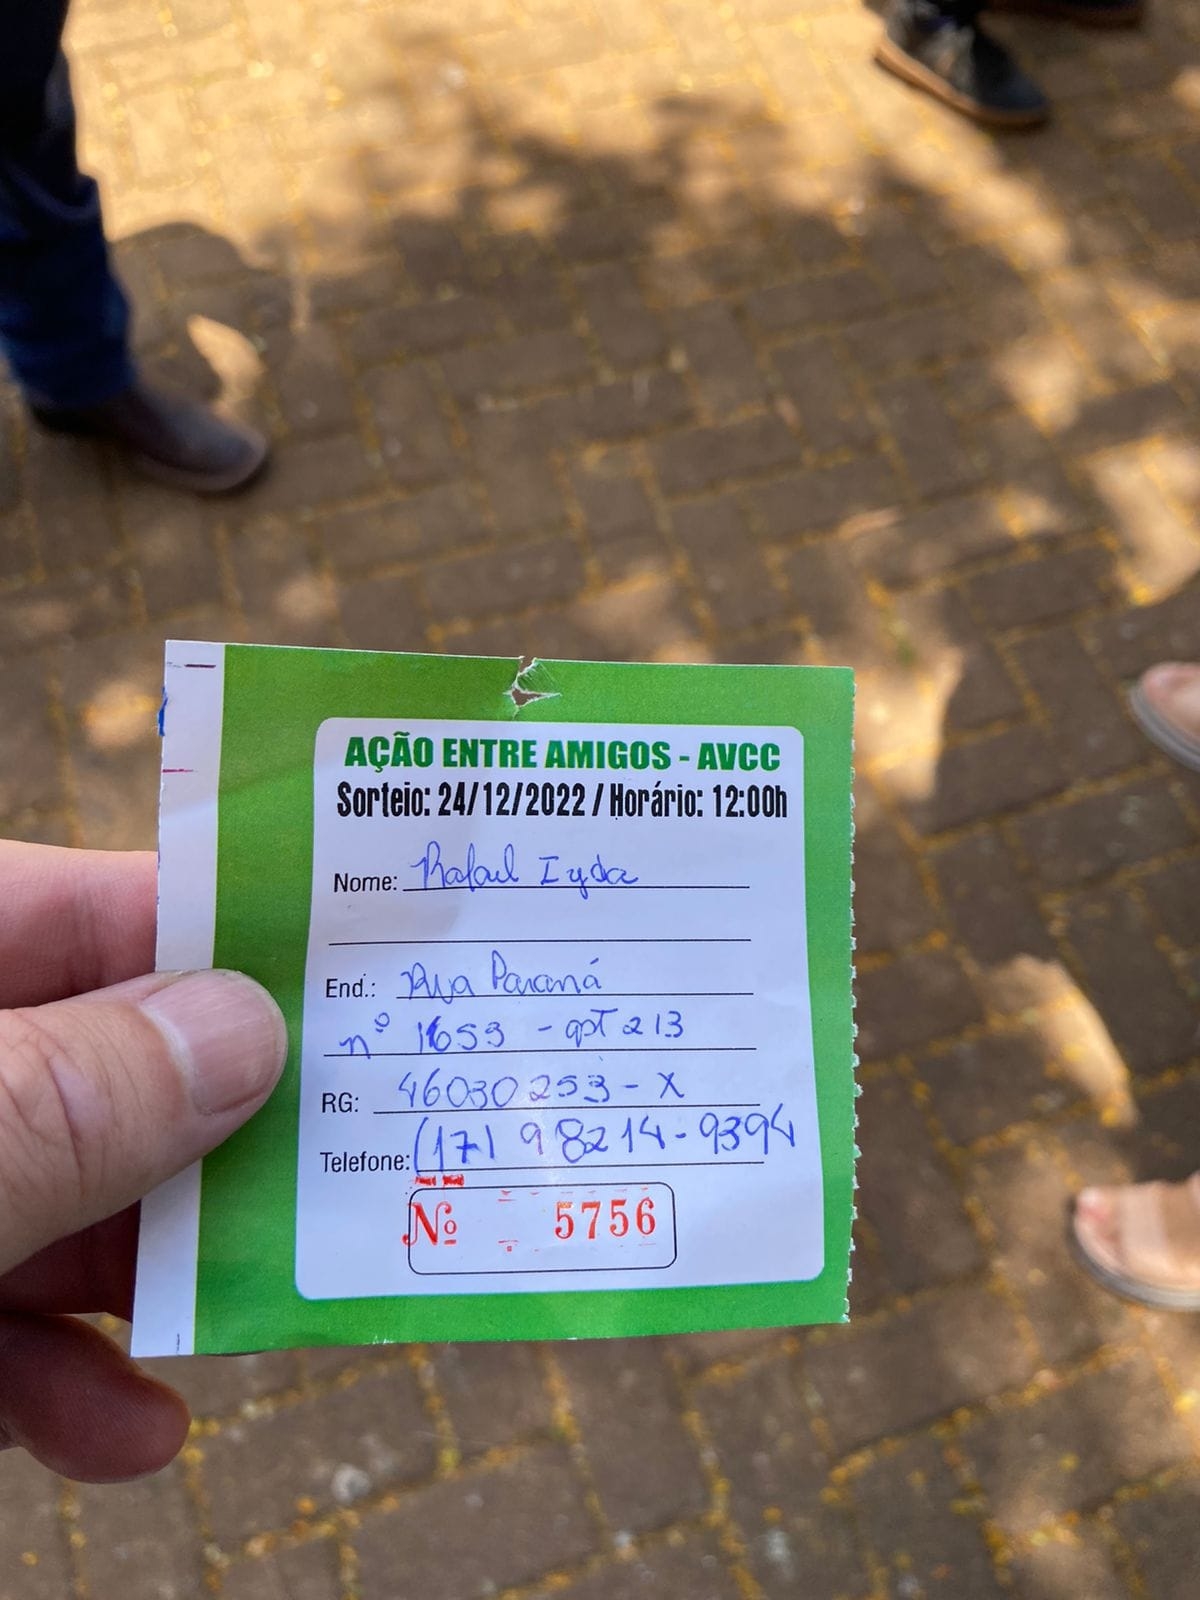 AÇÃO ENTRE AMIGOS - AVCC
Sorteio: 24/12/2022 / Horário: 12:00h
Nome: Rafael Iyda
End.: Rua Paraná
nº 1653 - apt 213
RG: 46030253-X
Telefone: (17) 98214-9394
Nº 5756